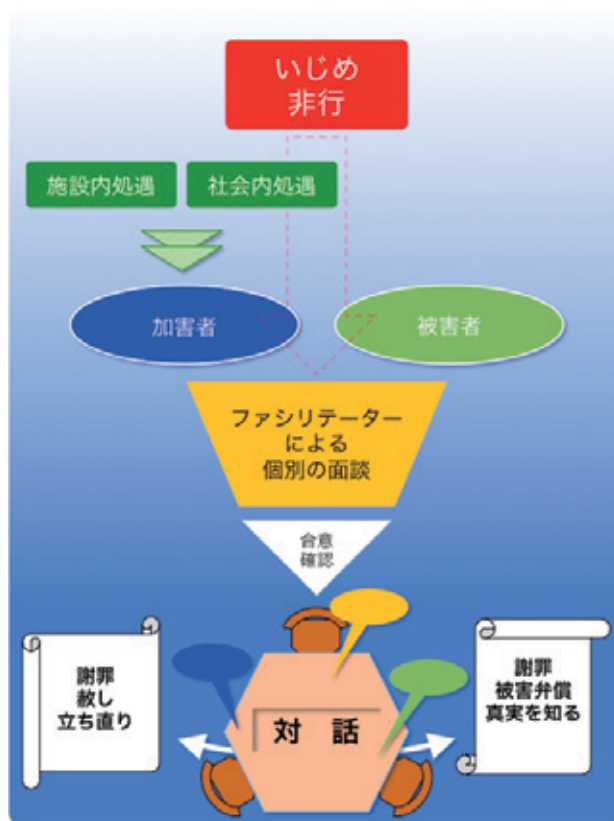 いじめ
非行
施設内処遇
社会内処遇
加害者
被害者
ファシリテーター
による
個別の面談
合意
確認
謝罪
赦し
立ち直り
対 話
謝罪
被害弁償
真実を知る